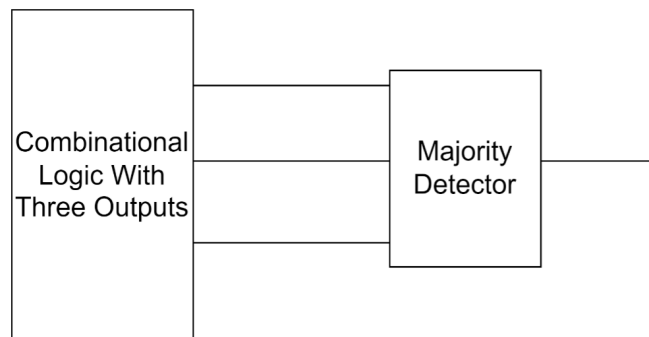 Combinational
Logic With
Three Outputs
Majority
Detector